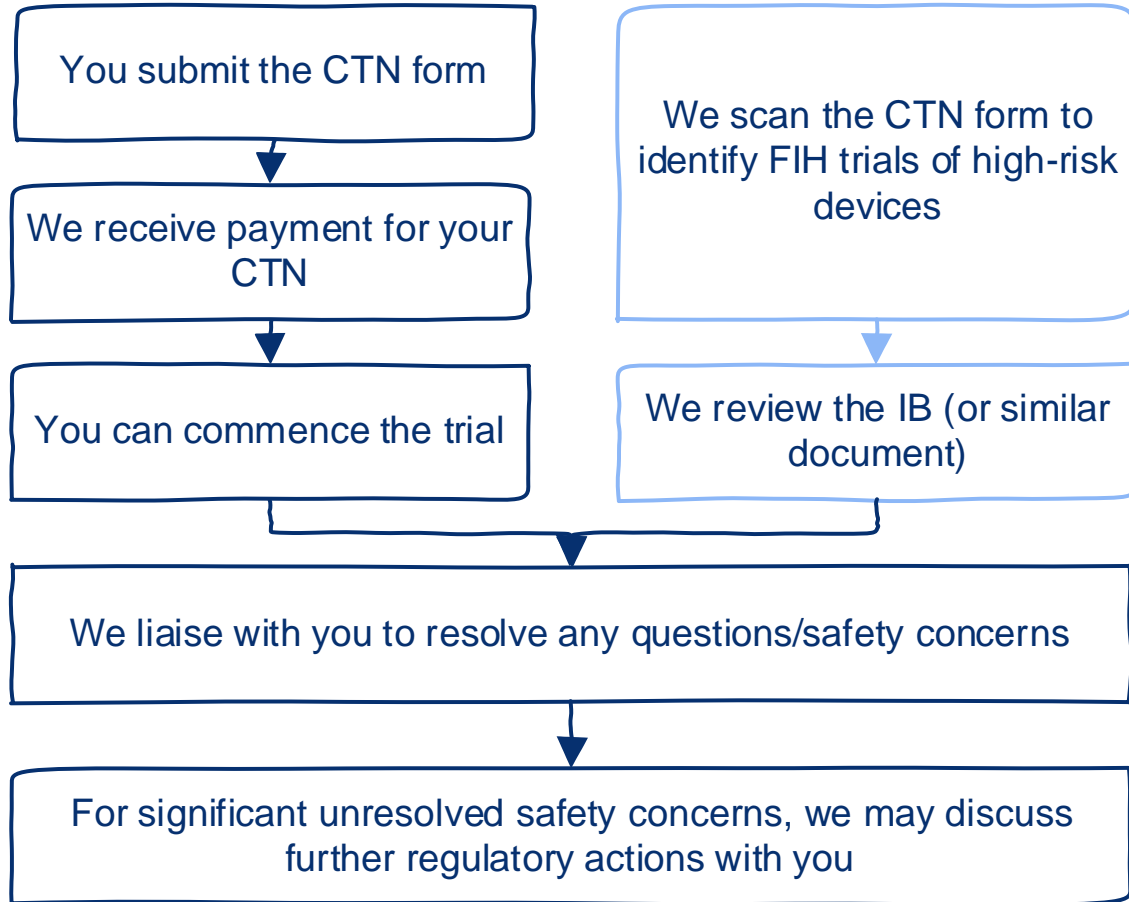 You submit the CTN form
We receive payment for your
CTN
You can commence the trial
We scan the CTN form to
identify FIH trials of high-risk
devices
We review the IB (or similar
document)
We liaise with you to resolve any questions/safety concerns
For significant unresolved safety concerns, we may discuss
further regulatory actions with you